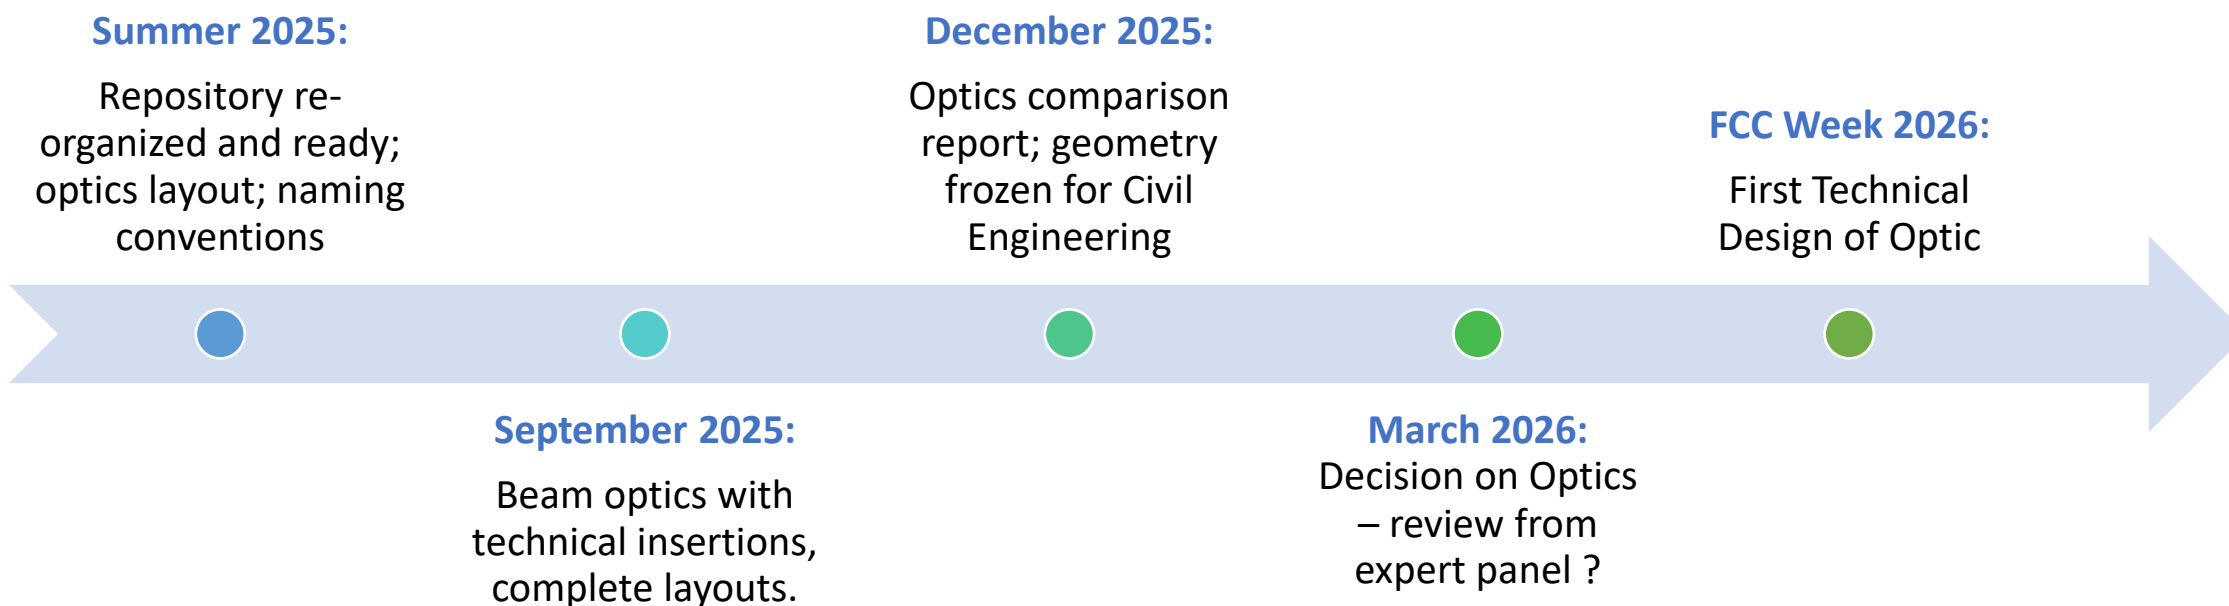 Summer 2025:
Repository re-
organized and ready;
optics layout; naming
conventions
September 2025:
Beam optics with
technical insertions,
complete layouts.
December 2025:
Optics comparison
report; geometry
frozen for Civil
Engineering
March 2026:
Decision on Optics
– review from
expert panel ?
FCC Week 2026:
First Technical
Design of Optic